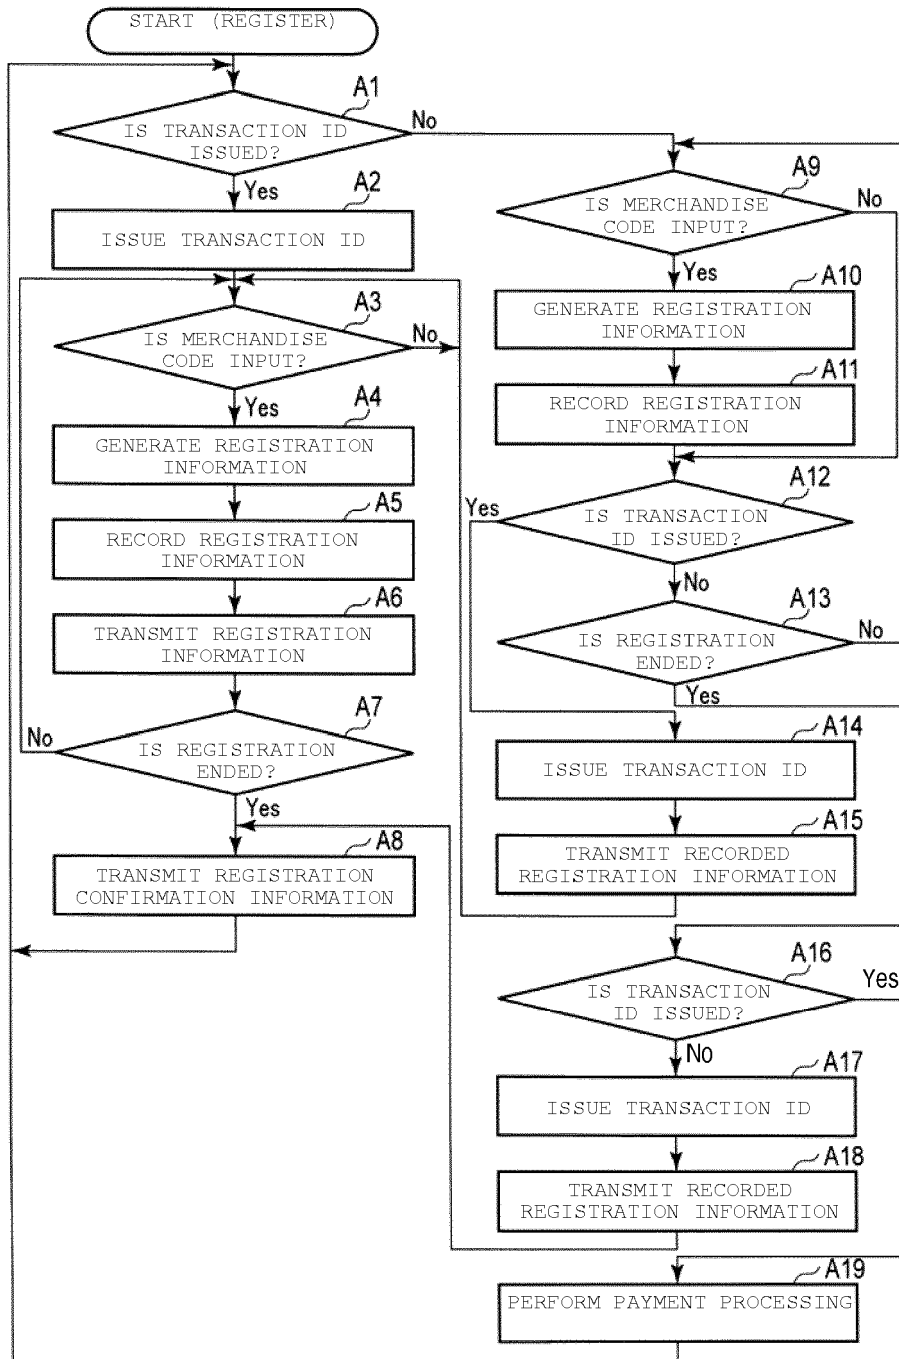 START (REGISTER)
A1
IS TRANSACTION ID
ISSUED?
No
Yes
A2
ISSUE TRANSACTION ID
A3
IS MERCHANDISE
CODE INPUT?
No
Yes
A4
GENERATE REGISTRATION
INFORMATION
A5
RECORD REGISTRATION
INFORMATION
A6
TRANSMIT REGISTRATION
INFORMATION
A7
No
IS REGISTRATION
ENDED?
Yes
A8
TRANSMIT REGISTRATION
CONFIRMATION INFORMATION
A9
IS MERCHANDISE
CODE INPUT?
No
Yes
A10
GENERATE REGISTRATION
INFORMATION
A11
RECORD REGISTRATION
INFORMATION
A12
Yes
IS TRANSACTION
ID ISSUED?
No
A13
IS REGISTRATION
ENDED?
No
Yes
A14
ISSUE TRANSACTION ID
A15
TRANSMIT RECORDED
REGISTRATION INFORMATION
A16
IS TRANSACTION
ID ISSUED?
Yes
No
A17
ISSUE TRANSACTION ID
A18
TRANSMIT RECORDED
REGISTRATION INFORMATION
A19
PERFORM PAYMENT PROCESSING